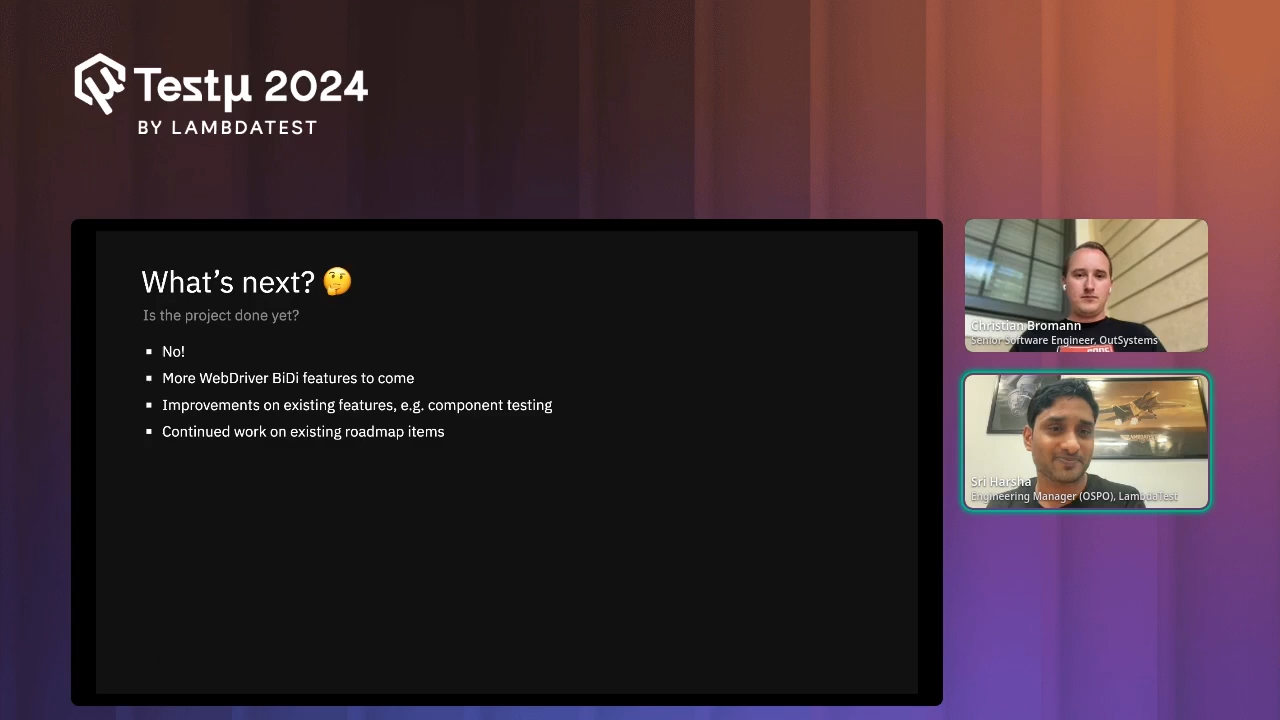 Testμ 2024
BY LAMBDATEST
What's next? 🤔
Is the project done yet?
▪ No!
▪ More WebDriver BiDi features to come
▪ Improvements on existing features, e.g. component testing
▪ Continued work on existing roadmap items
Christian Bromann
Senior Software Engineer, OutSystems
Sri Harsha
Engineering Manager (OSPO), LambdaTest